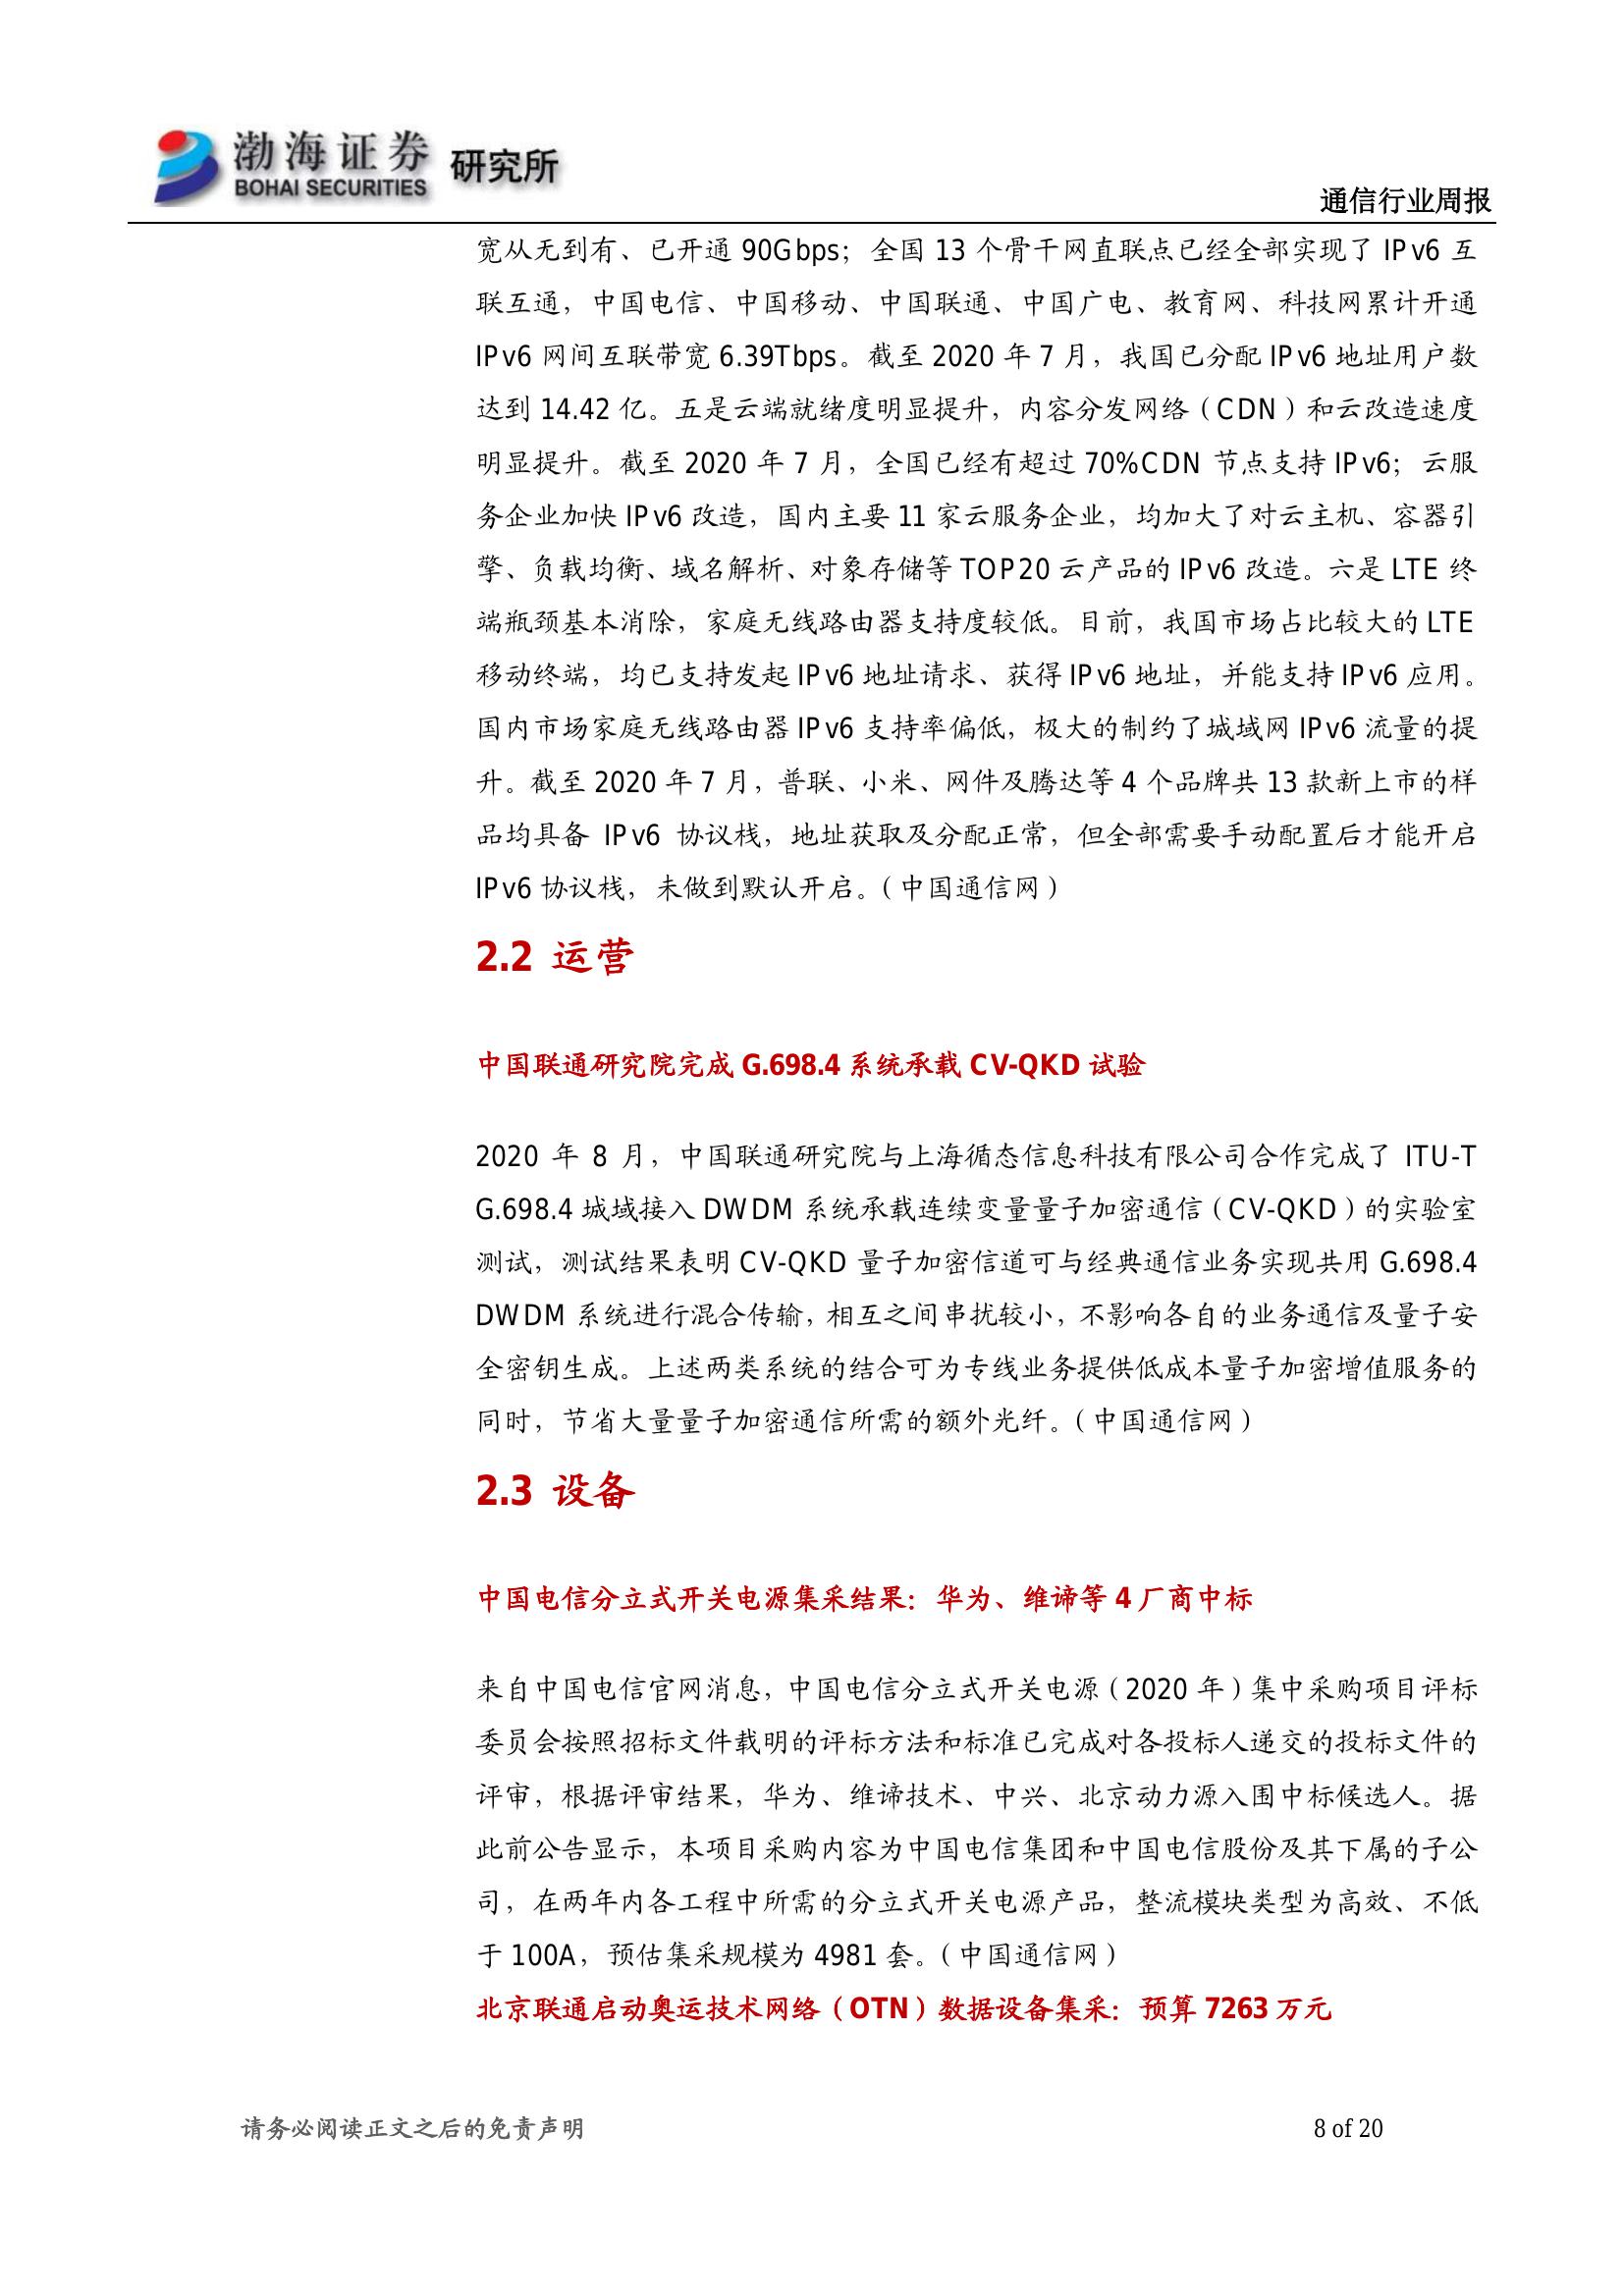 渤海证券 研究所
BOHAI SECURITIES
通信行业周报
宽从无到有、已开通 90Gbps；全国 13 个骨干网直联点已经全部实现了 IPv6 互
联互通，中国电信、中国移动、中国联通、中国广电、教育网、科技网累计开通
IPv6 网间互联带宽 6.39Tbps。截至 2020 年 7 月，我国已分配 IPv6 地址用户数
达到 14.42 亿。五是云端就绪度明显提升，内容分发网络（CDN）和云改造速度
明显提升。截至 2020 年 7 月，全国已经有超过 70%CDN 节点支持 IPv6；云服
务企业加快 IPv6 改造，国内主要 11 家云服务企业，均加大了对云主机、容器引
擎、负载均衡、域名解析、对象存储等 TOP20 云产品的 IPv6 改造。六是 LTE 终
端瓶颈基本消除，家庭无线路由器支持度较低。目前，我国市场占比较大的 LTE
移动终端，均已支持发起 IPv6 地址请求、获得 IPv6 地址，并能支持 IPv6 应用。
国内市场家庭无线路由器 IPv6 支持率偏低，极大的制约了城域网 IPv6 流量的提
升。截至 2020 年 7 月，普联、小米、网件及腾达等 4 个品牌共 13 款新上市的样
品均具备 IPv6 协议栈，地址获取及分配正常，但全部需要手动配置后才能开启
IPv6 协议栈，未做到默认开启。（中国通信网）
2.2 运营
中国联通研究院完成 G.698.4 系统承载 CV-QKD 试验
2020 年 8 月，中国联通研究院与上海循态信息科技有限公司合作完成了 ITU-T
G.698.4 城域接入 DWDM 系统承载连续变量量子加密通信（CV-QKD）的实验室
测试，测试结果表明 CV-QKD 量子加密信道可与经典通信业务实现共用 G.698.4
DWDM 系统进行混合传输，相互之间串扰较小，不影响各自的业务通信及量子安
全密钥生成。上述两类系统的结合可为专线业务提供低成本量子加密增值服务的
同时，节省大量量子加密通信所需的额外光纤。（中国通信网）
2.3 设备
中国电信分立式开关电源集采结果：华为、维谛等 4 厂商中标
来自中国电信官网消息，中国电信分立式开关电源（2020 年）集中采购项目评标
委员会按照招标文件载明的评标方法和标准已完成对各投标人递交的投标文件的
评审，根据评审结果，华为、维谛技术、中兴、北京动力源入围中标候选人。据
此前公告显示，本项目采购内容为中国电信集团和中国电信股份及其下属的子公
司，在两年内各工程中所需的分立式开关电源产品，整流模块类型为高效、不低
于 100A，预估集采规模为 4981 套。（中国通信网）
北京联通启动奥运技术网络（OTN）数据设备集采：预算 7263 万元
请务必阅读正文之后的免责声明
8 of 20